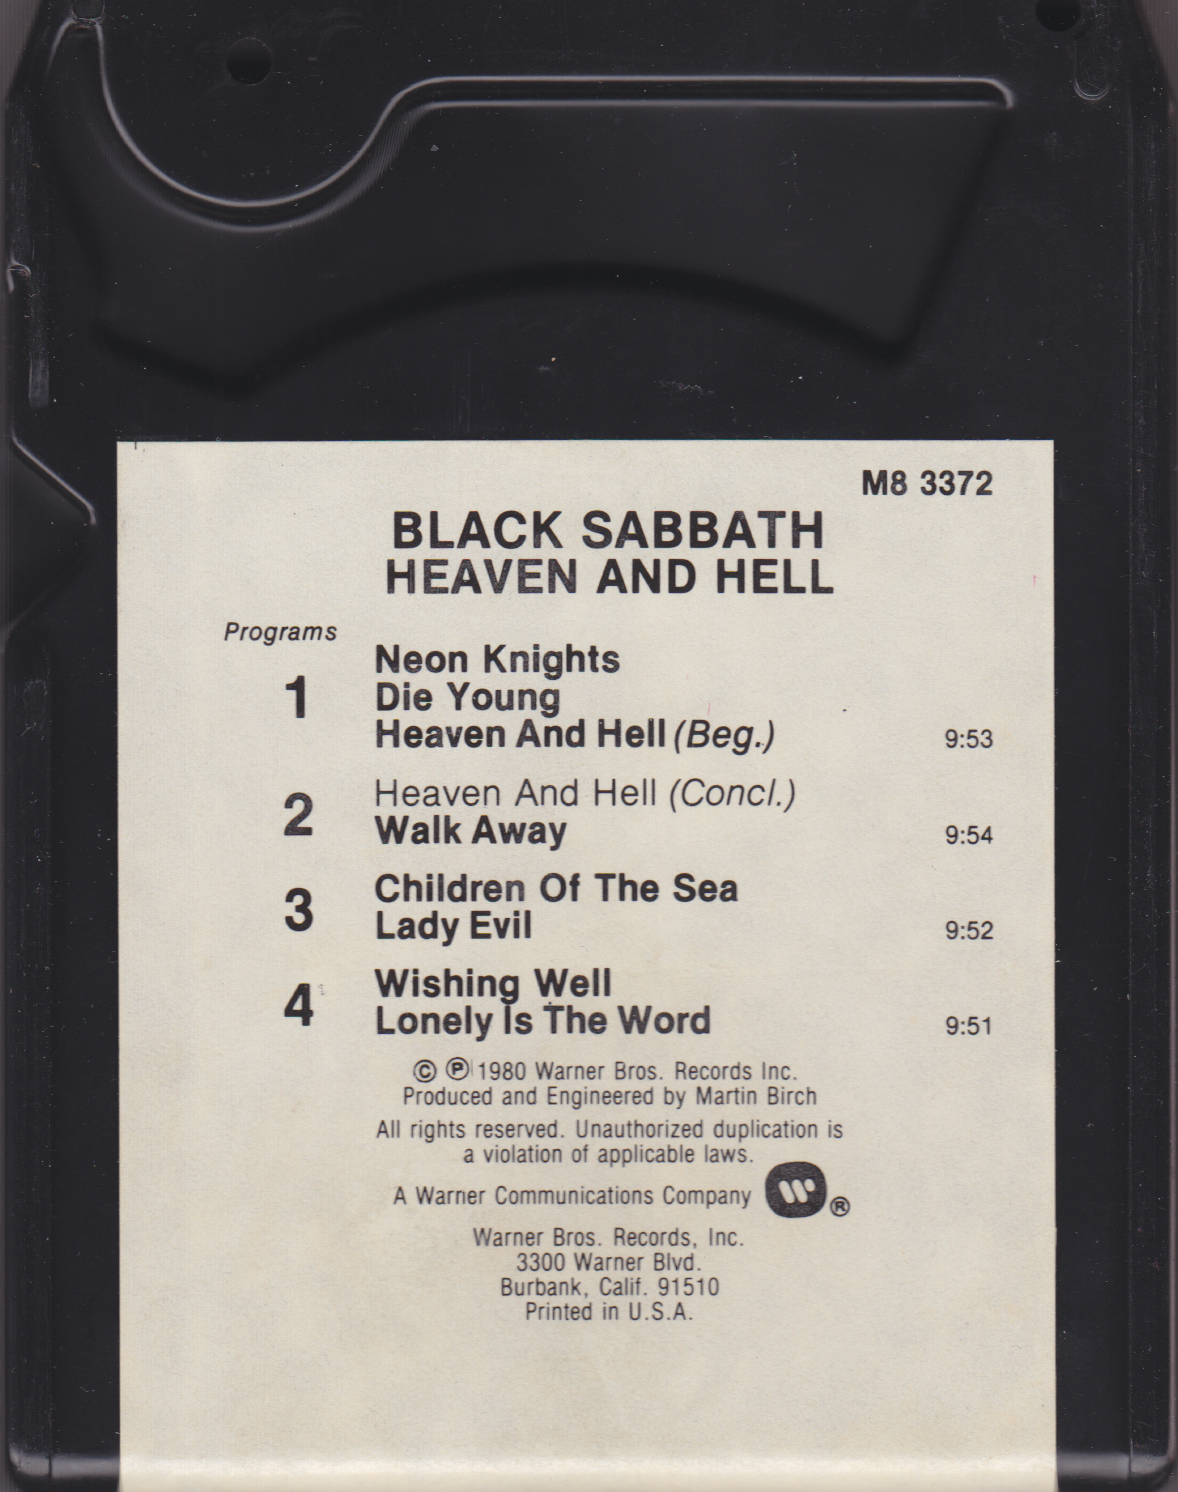 M8 3372
BLACK SABBATH
HEAVEN AND HELL
Programs
1
Neon Knights
Die Young
Heaven And Hell (Beg.) 9:53
2
Heaven And Hell (Concl.)
Walk Away 9:54
3
Children Of The Sea
Lady Evil 9:52
4
Wishing Well
Lonely Is The Word 9:51
© ℗ 1980 Warner Bros. Records Inc.
Produced and Engineered by Martin Birch
All rights reserved. Unauthorized duplication is
a violation of applicable laws.
A Warner Communications Company W ®
Warner Bros. Records, Inc.
3300 Warner Blvd.
Burbank, Calif. 91510
Printed in U.S.A.